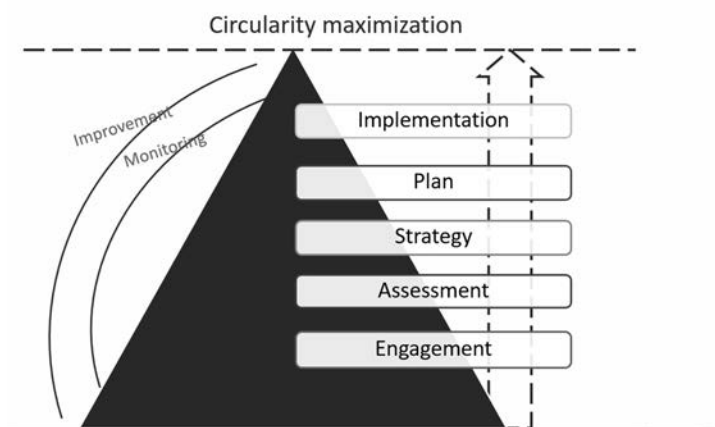 Circularity maximization
Improvement
Monitoring
Implementation
Plan
Strategy
Assessment
Engagement